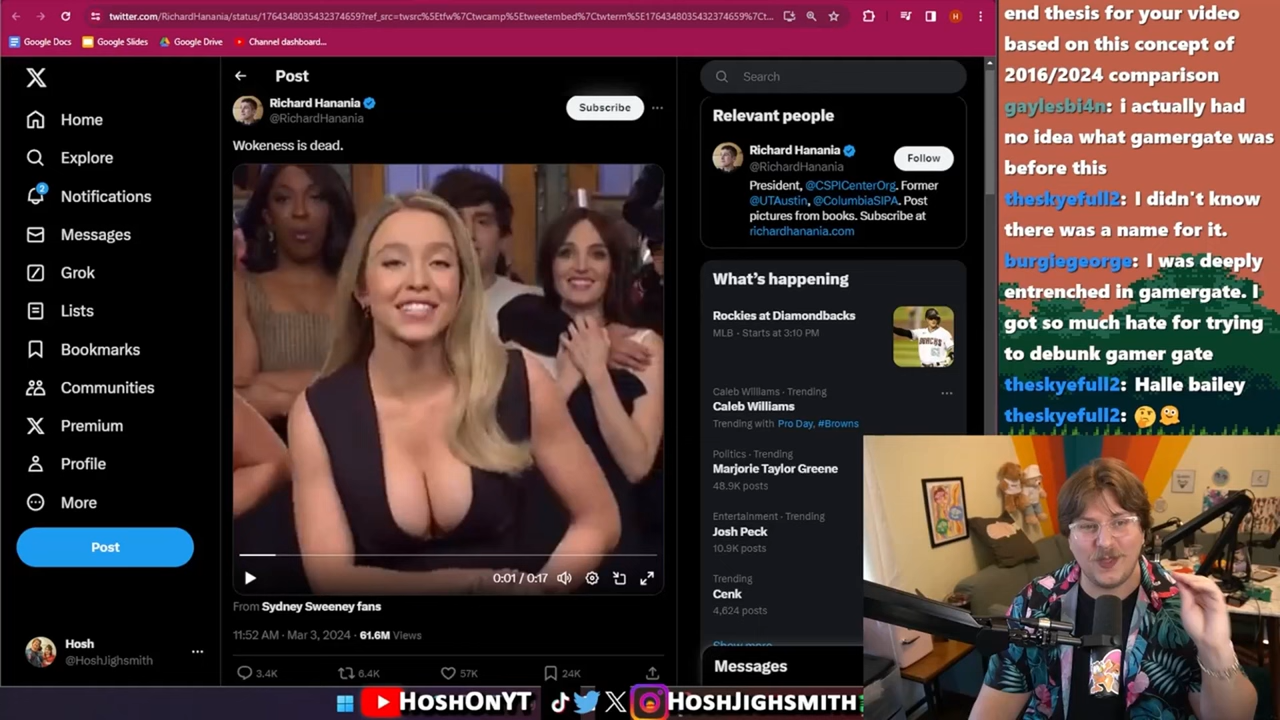 twitter.com/RichardHanania/status/1764348035432374659?ref_src=twsrc%5Etfw%7Ctwcamp%5Etweetembed%7Ctwterm%5E1764348035432374659%7Ct...
Google Docs
Google Slides
Google Drive
Channel dashboard...
Home
Explore
2
Notifications
Messages
Grok
Lists
Bookmarks
Communities
Premium
Profile
More
Post
Hosh
@HoshJighsmith
Post
Richard Hanania
@RichardHanania
Subscribe
Wokeness is dead.
0:01 / 0:17
From Sydney Sweeney fans
11:52 AM · Mar 3, 2024 · 61.6M Views
3.4K
6.4K
57K
24K
Search
Relevant people
Richard Hanania
@RichardHanania
Follow
President, @CSPICenterOrg. Former
@UTAustin, @ColumbiaSIPA. Post
pictures from books. Subscribe at
richardhanania.com
What's happening
Rockies at Diamondbacks
MLB · Starts at 3:10 PM
Caleb Williams · Trending
Caleb Williams
Trending with Pro Day, #Browns
Politics · Trending
Marjorie Taylor Greene
48.9K posts
Entertainment · Trending
Josh Peck
10.9K posts
Trending
Cenk
4,624 posts
Show more
Messages
end thesis for your video
based on this concept of
2016/2024 comparison
gaylesbi4n: i actually had
no idea what gamergate was
before this
theskyefull2: I didn't know
there was a name for it.
burgiegeorge: I was deeply
entrenched in gamergate. I
got so much hate for trying
to debunk gamer gate
theskyefull2: Halle bailey
theskyefull2: 🤔🫠
HoshOnYT
HoshJighsmith